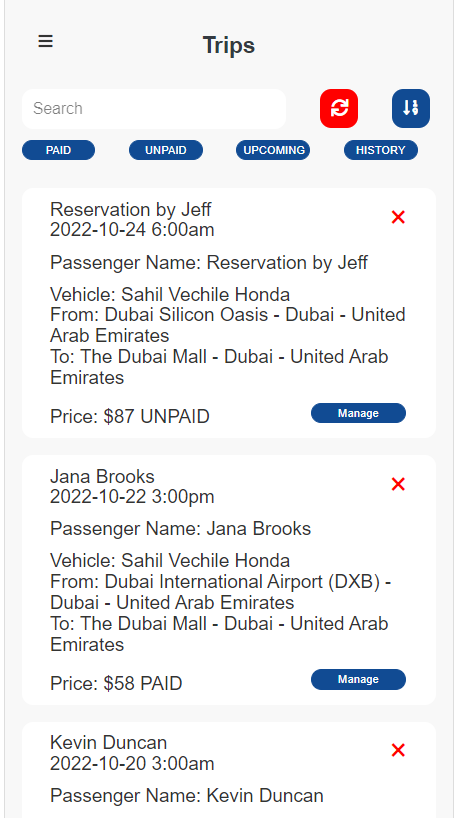 Trips
Search
PAID
UNPAID
UPCOMING
HISTORY
Reservation by Jeff
2022-10-24 6:00am
Passenger Name: Reservation by Jeff
Vehicle: Sahil Vechile Honda
From: Dubai Silicon Oasis - Dubai - United
Arab Emirates
To: The Dubai Mall - Dubai - United Arab
Emirates
Price: $87 UNPAID
Manage
Jana Brooks
2022-10-22 3:00pm
Passenger Name: Jana Brooks
Vehicle: Sahil Vechile Honda
From: Dubai International Airport (DXB) -
Dubai - United Arab Emirates
To: The Dubai Mall - Dubai - United Arab
Emirates
Price: $58 PAID
Manage
Kevin Duncan
2022-10-20 3:00am
Passenger Name: Kevin Duncan